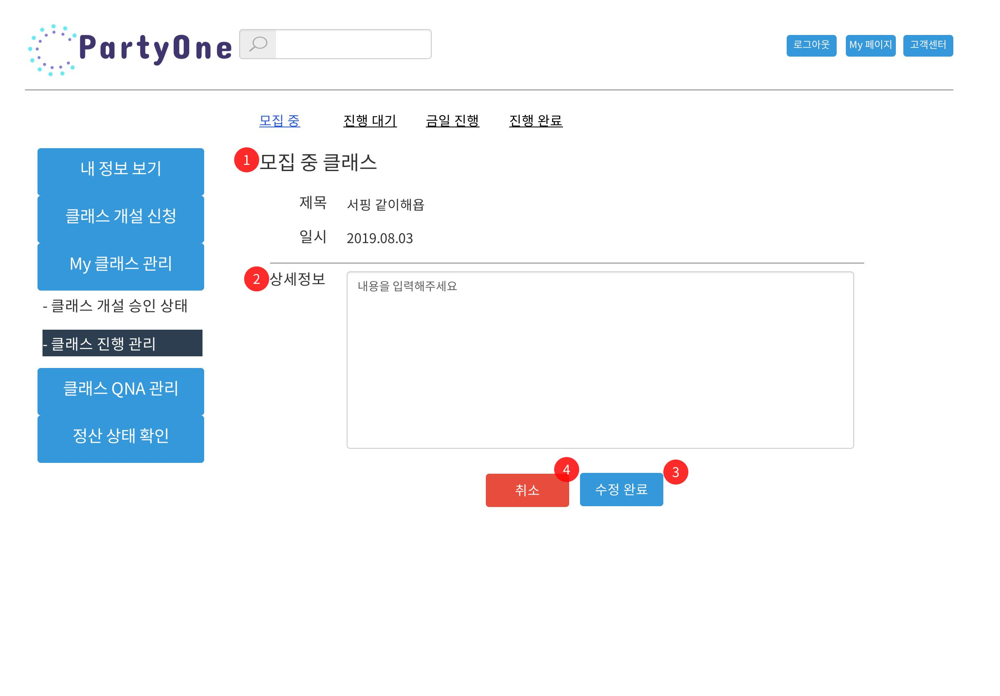 PartyOne
로그아웃 My 페이지 고객센터
모집 중 진행 대기 금일 진행 진행 완료
내 정보 보기
클래스 개설 신청
My 클래스 관리
- 클래스 개설 승인 상태
- 클래스 진행 관리
클래스 QNA 관리
정산 상태 확인
1 모집 중 클래스
제목 서핑 같이해욥
일시 2019.08.03
2 상세정보
내용을 입력해주세요
4 3
취소 수정 완료